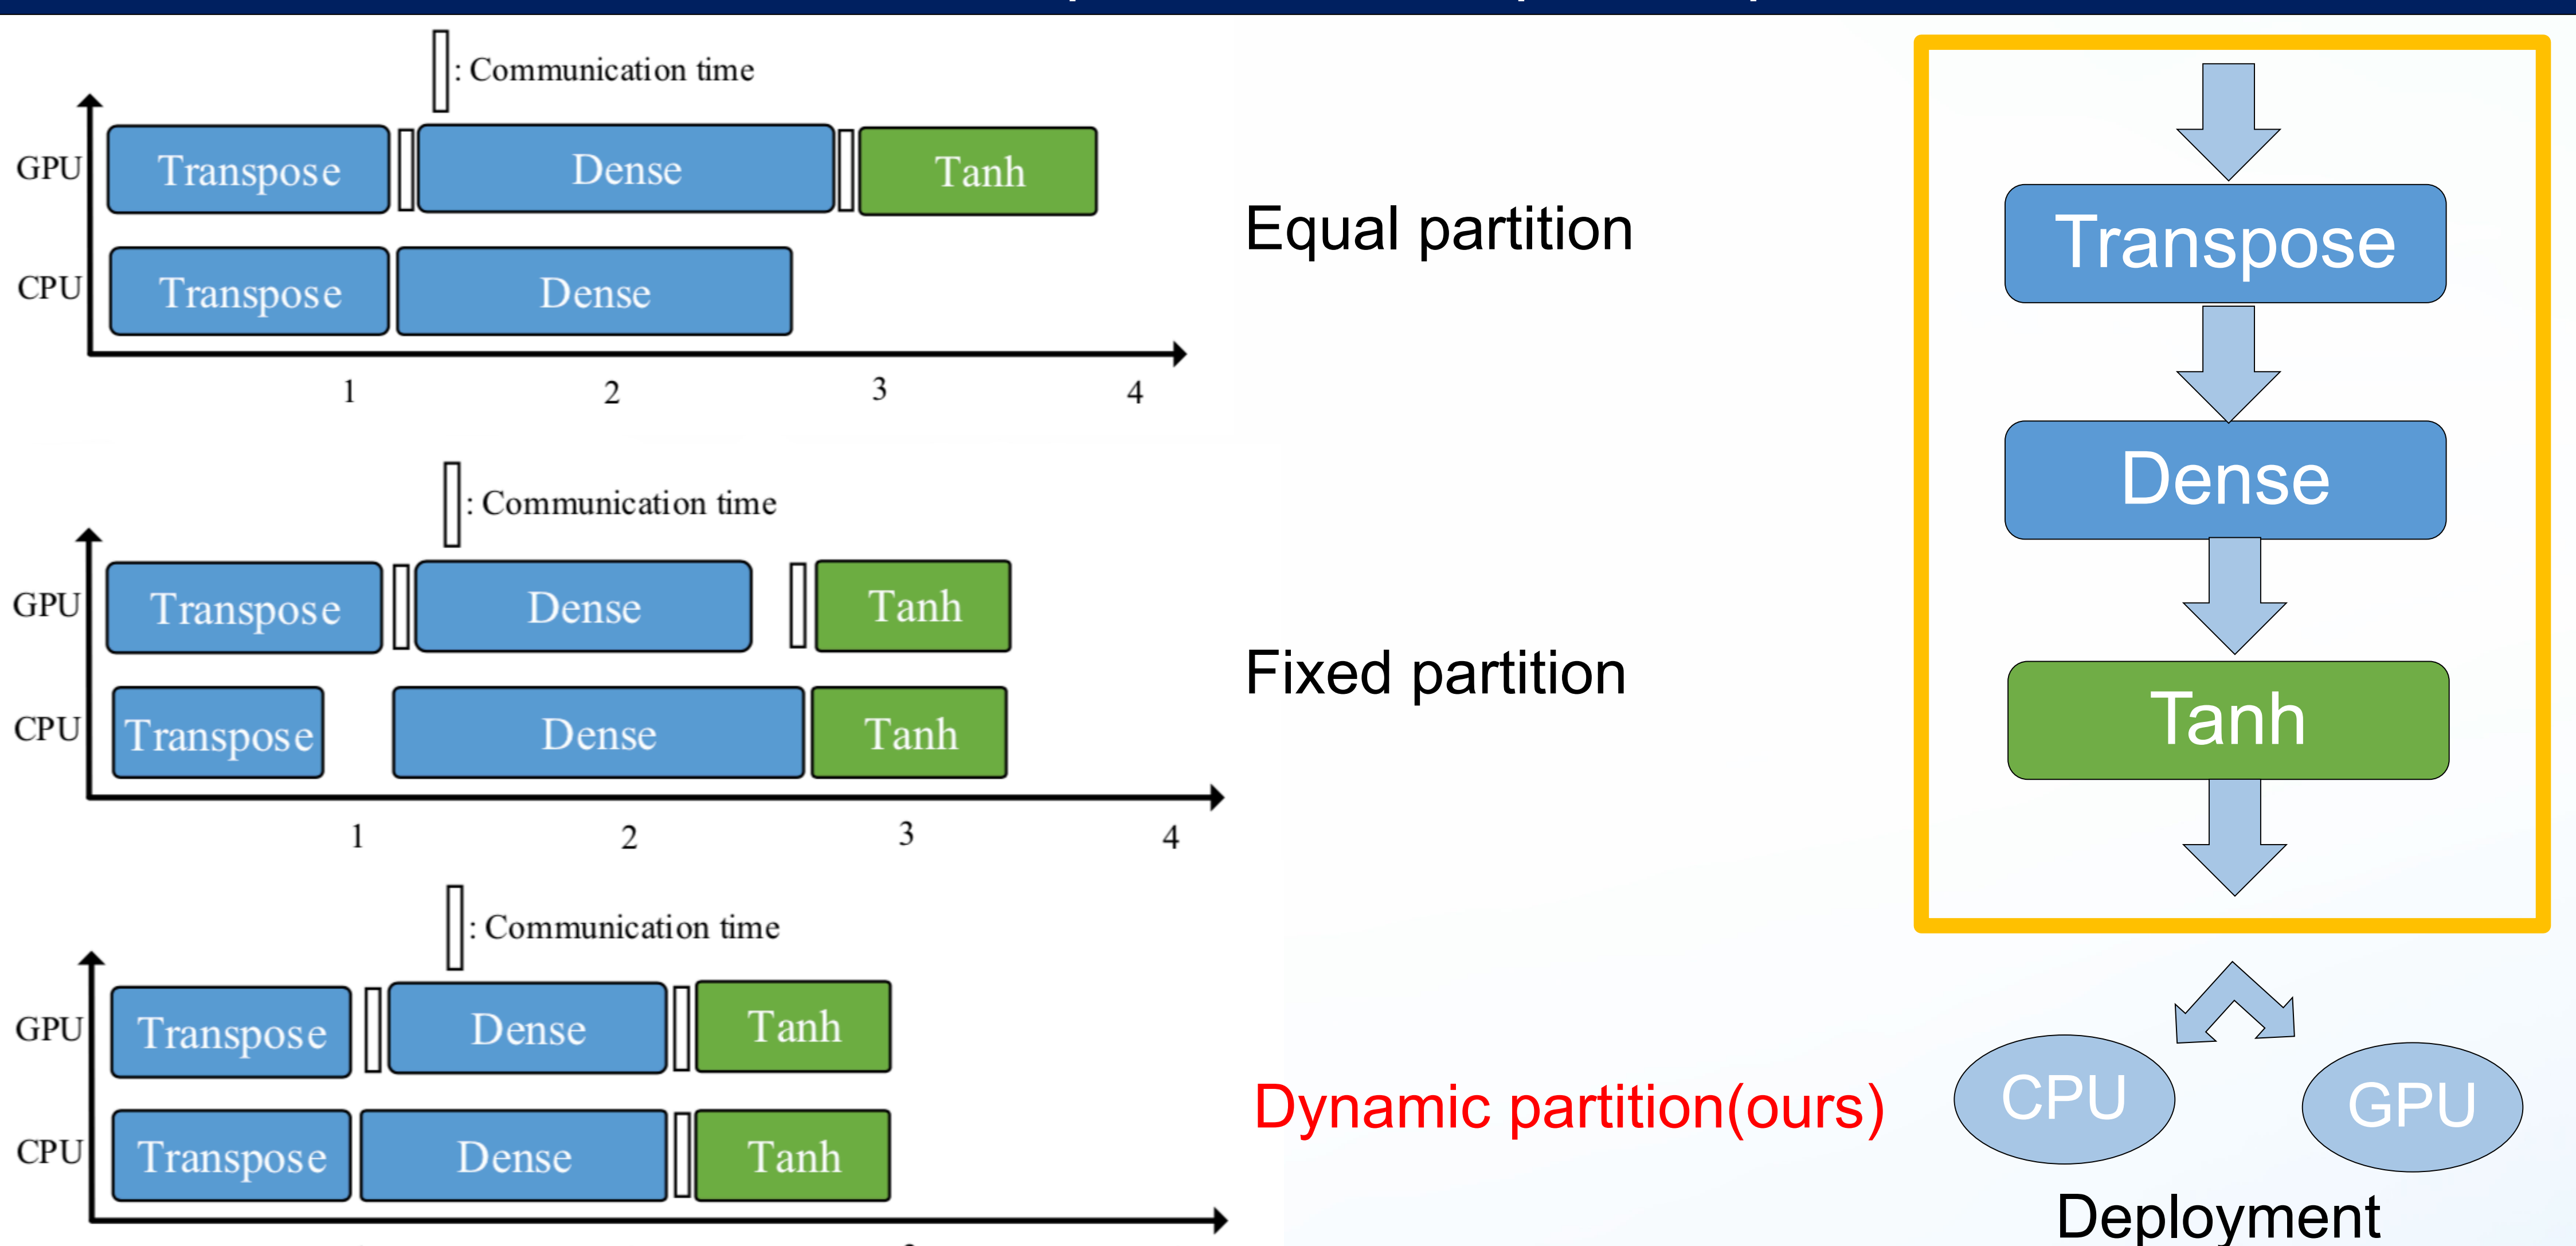 : Communication time
GPU
Transpose
Dense
Tanh
CPU
Transpose
Dense
1 2 3 4
Equal partition
: Communication time
GPU
Transpose
Dense
Tanh
CPU
Transpose
Dense
Tanh
1 2 3 4
Fixed partition
: Communication time
GPU
Transpose
Dense
Tanh
CPU
Transpose
Dense
Tanh
Dynamic partition(ours)
Transpose
Dense
Tanh
CPU
GPU
Deployment